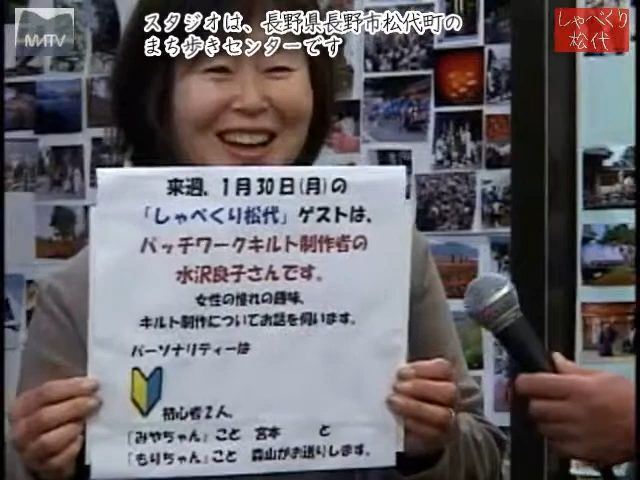 スタジオは、長野県長野市松代町の
まち歩きセンターです
しゃべくり
松代
来週、1月30日(月)の
「しゃべくり松代」ゲストは、
パッチワークキルト制作者の
水沢良子さんです。
女性の憧れの趣味、
キルト制作についてお話を伺います。
パーソナリティーは
初心者2人、
「みやちゃん」こと 宮本 と
「もりちゃん」こと 森山がお送りします。